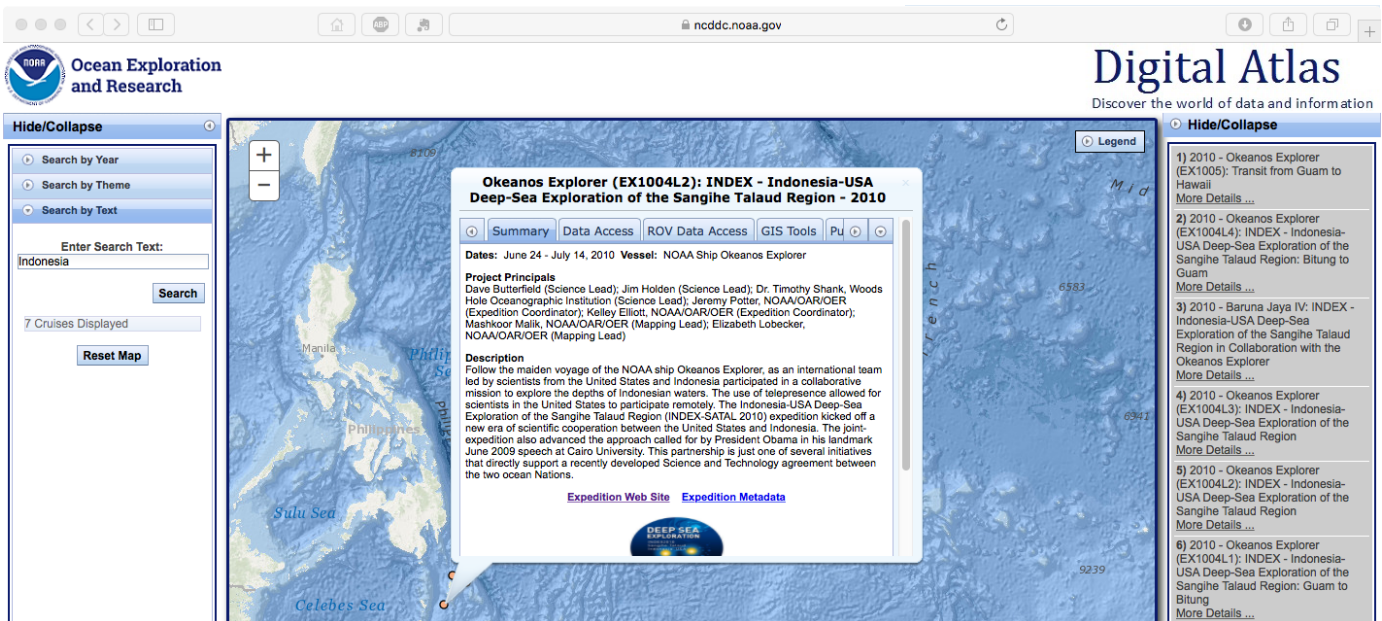 ABP
ncddc.noaa.gov
NOAA
Ocean Exploration
and Research
Digital Atlas
Discover the world of data and information
Hide/Collapse
Search by Year
Search by Theme
Search by Text
Enter Search Text:
Indonesia
Search
7 Cruises Displayed
Reset Map
+
−
8109
Legend
Mid
French
6583
6941
9239
Manila
Philip
Se
Philippines
Phili
Sulu Sea
Celebes Sea
Okeanos Explorer (EX1004L2): INDEX - Indonesia-USA
Deep-Sea Exploration of the Sangihe Talaud Region - 2010
×
Summary Data Access ROV Data Access GIS Tools Pu
Dates: June 24 - July 14, 2010 Vessel: NOAA Ship Okeanos Explorer
Project Principals
Dave Butterfield (Science Lead); Jim Holden (Science Lead); Dr. Timothy Shank, Woods
Hole Oceanographic Institution (Science Lead); Jeremy Potter, NOAA/OAR/OER
(Expedition Coordinator); Kelley Elliott, NOAA/OAR/OER (Expedition Coordinator);
Mashkoor Malik, NOAA/OAR/OER (Mapping Lead); Elizabeth Lobecker,
NOAA/OAR/OER (Mapping Lead)
Description
Follow the maiden voyage of the NOAA ship Okeanos Explorer, as an international team
led by scientists from the United States and Indonesia participated in a collaborative
mission to explore the depths of Indonesian waters. The use of telepresence allowed for
scientists in the United States to participate remotely. The Indonesia-USA Deep-Sea
Exploration of the Sangihe Talaud Region (INDEX-SATAL 2010) expedition kicked off a
new era of scientific cooperation between the United States and Indonesia. The joint-
expedition also advanced the approach called for by President Obama in his landmark
June 2009 speech at Cairo University. This partnership is just one of several initiatives
that directly support a recently developed Science and Technology agreement between
the two ocean Nations.
Expedition Web Site Expedition Metadata
DEEP SEA
EXPLORATION
Hide/Collapse
1) 2010 - Okeanos Explorer
(EX1005): Transit from Guam to
Hawaii
More Details ...
2) 2010 - Okeanos Explorer
(EX1004L4): INDEX - Indonesia-
USA Deep-Sea Exploration of the
Sangihe Talaud Region: Bitung to
Guam
More Details ...
3) 2010 - Baruna Jaya IV: INDEX -
Indonesia-USA Deep-Sea
Exploration of the Sangihe Talaud
Region in Collaboration with the
Okeanos Explorer
More Details ...
4) 2010 - Okeanos Explorer
(EX1004L3): INDEX - Indonesia-
USA Deep-Sea Exploration of the
Sangihe Talaud Region
More Details ...
5) 2010 - Okeanos Explorer
(EX1004L2): INDEX - Indonesia-
USA Deep-Sea Exploration of the
Sangihe Talaud Region
More Details ...
6) 2010 - Okeanos Explorer
(EX1004L1): INDEX - Indonesia-
USA Deep-Sea Exploration of the
Sangihe Talaud Region: Guam to
Bitung
More Details ...